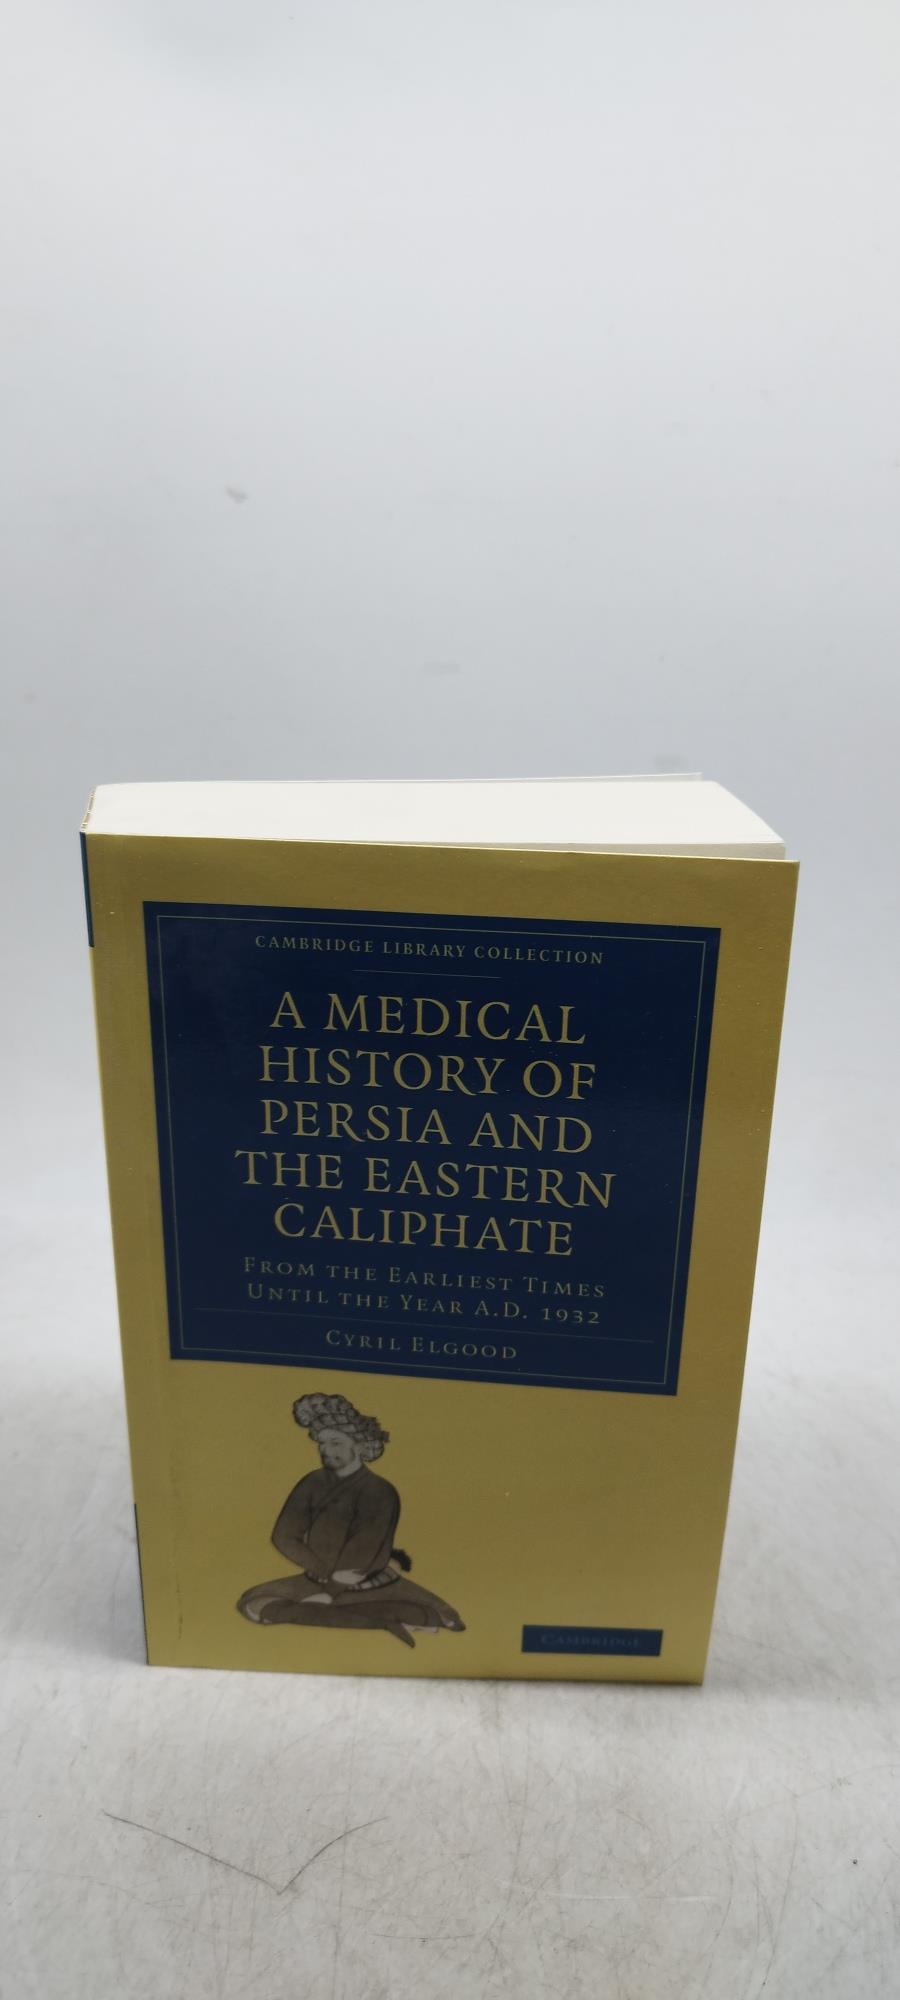 CAMBRIDGE LIBRARY COLLECTION
A MEDICAL
HISTORY OF
PERSIA AND
THE EASTERN
CALIPHATE
FROM THE EARLIEST TIMES
UNTIL THE YEAR A.D. 1932
CYRIL ELGOOD
CAMBRIDGE